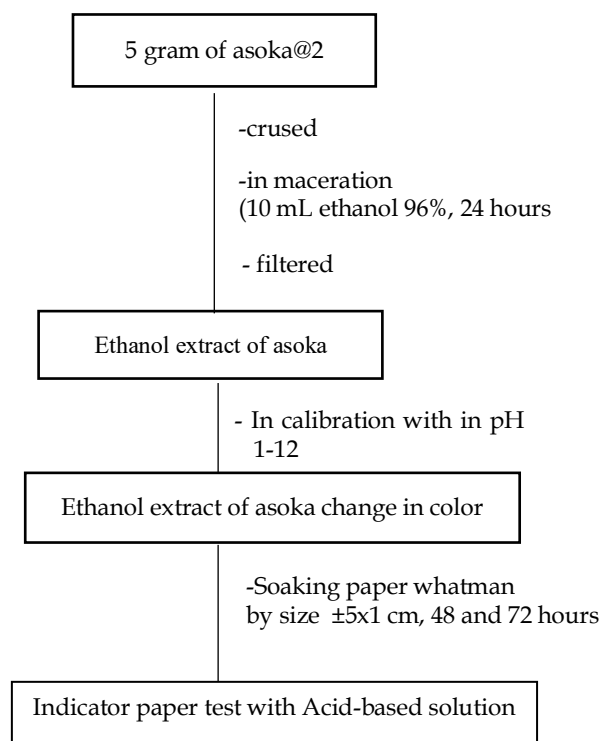 5 gram of asoka@2
-crused
-in maceration
(10 mL ethanol 96%, 24 hours
- filtered
Ethanol extract of asoka
- In calibration with in pH
1-12
Ethanol extract of asoka change in color
-Soaking paper whatman
by size ±5x1 cm, 48 and 72 hours
Indicator paper test with Acid-based solution